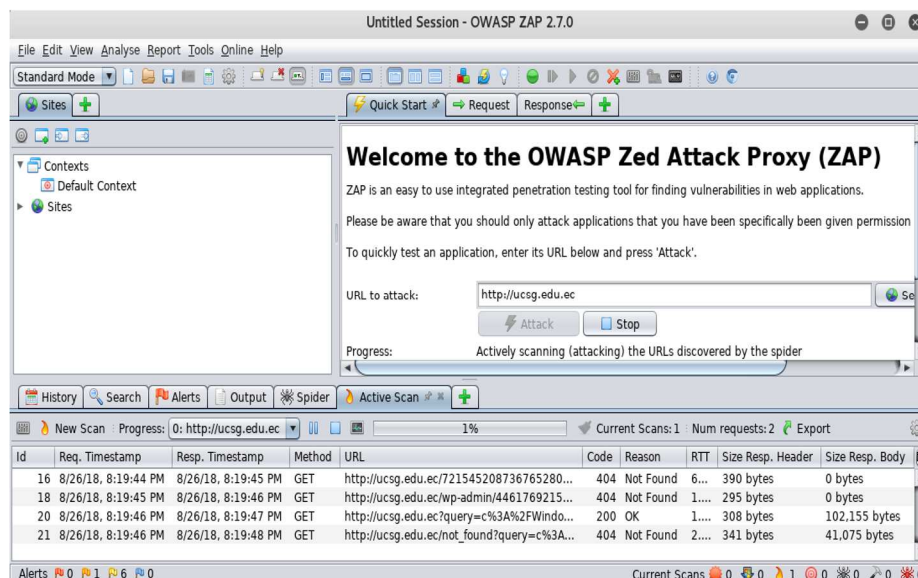 Untitled Session - OWASP ZAP 2.7.0
File Edit View Analyse Report Tools Online Help
Standard Mode
Sites
Quick Start Request Response
Contexts
Default Context
Sites
Welcome to the OWASP Zed Attack Proxy (ZAP)
ZAP is an easy to use integrated penetration testing tool for finding vulnerabilities in web applications.
Please be aware that you should only attack applications that you have been specifically been given permission
To quickly test an application, enter its URL below and press 'Attack'.
URL to attack: http://ucsg.edu.ec Se
Attack Stop
Progress: Actively scanning (attacking) the URLs discovered by the spider
History Search Alerts Output Spider Active Scan
New Scan Progress: 0: http://ucsg.edu.ec 1% Current Scans: 1 Num requests: 2 Export
Id Req. Timestamp Resp. Timestamp Method URL Code Reason RTT Size Resp. Header Size Resp. Body
16 8/26/18, 8:19:44 PM 8/26/18, 8:19:45 PM GET http://ucsg.edu.ec/721545208736765280... 404 Not Found 6... 390 bytes 0 bytes
18 8/26/18, 8:19:45 PM 8/26/18, 8:19:46 PM GET http://ucsg.edu.ec/wp-admin/4461769215... 404 Not Found 1.... 295 bytes 0 bytes
20 8/26/18, 8:19:46 PM 8/26/18, 8:19:47 PM GET http://ucsg.edu.ec?query=c%3A%2FWindo... 200 OK 1.... 308 bytes 102,155 bytes
21 8/26/18, 8:19:46 PM 8/26/18, 8:19:48 PM GET http://ucsg.edu.ec/not_found?query=c%3A... 404 Not Found 2.... 341 bytes 41,075 bytes
Alerts 0 1 6 0 Current Scans 0 0 1 0 0 0